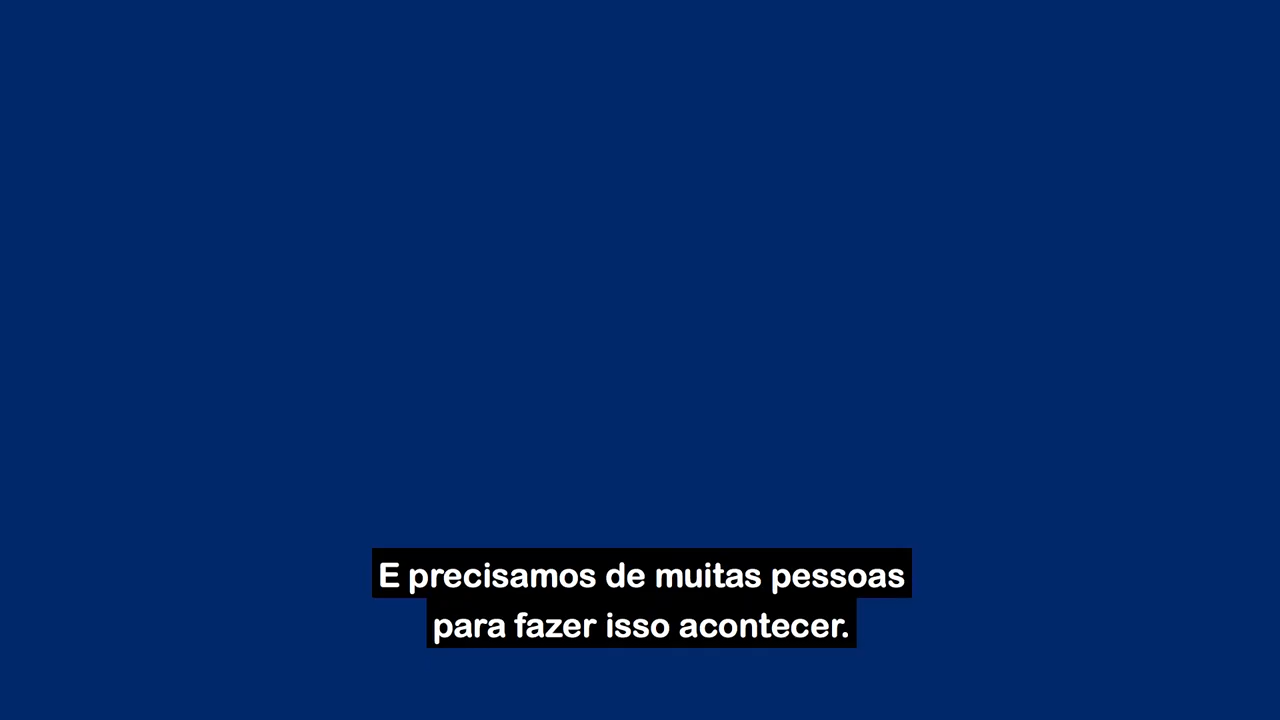 E precisamos de muitas pessoas
para fazer isso acontecer.